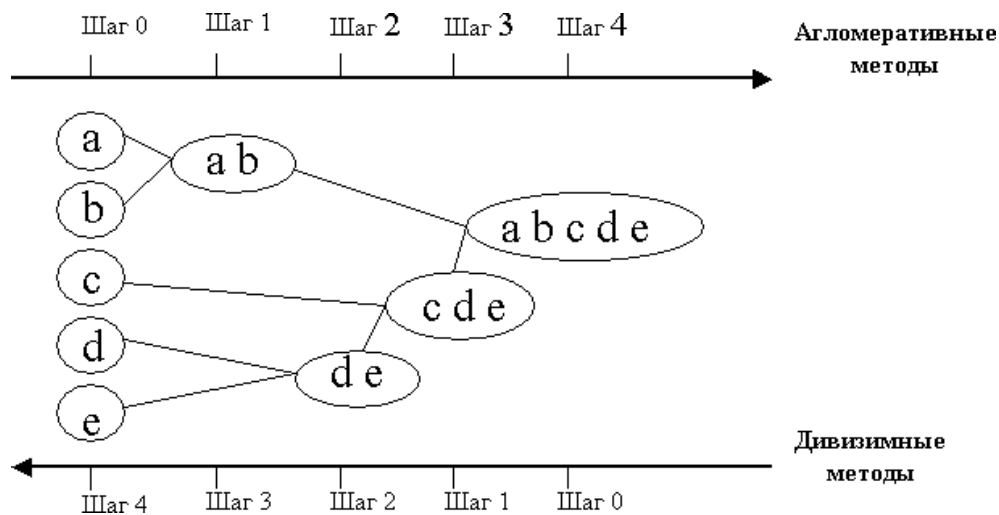 Шаг 0 Шаг 1 Шаг 2 Шаг 3 Шаг 4
Агломеративные
методы
a
a b
b
a b c d e
c
c d e
d
d e
e
Дивизимные
методы
Шаг 4 Шаг 3 Шаг 2 Шаг 1 Шаг 0